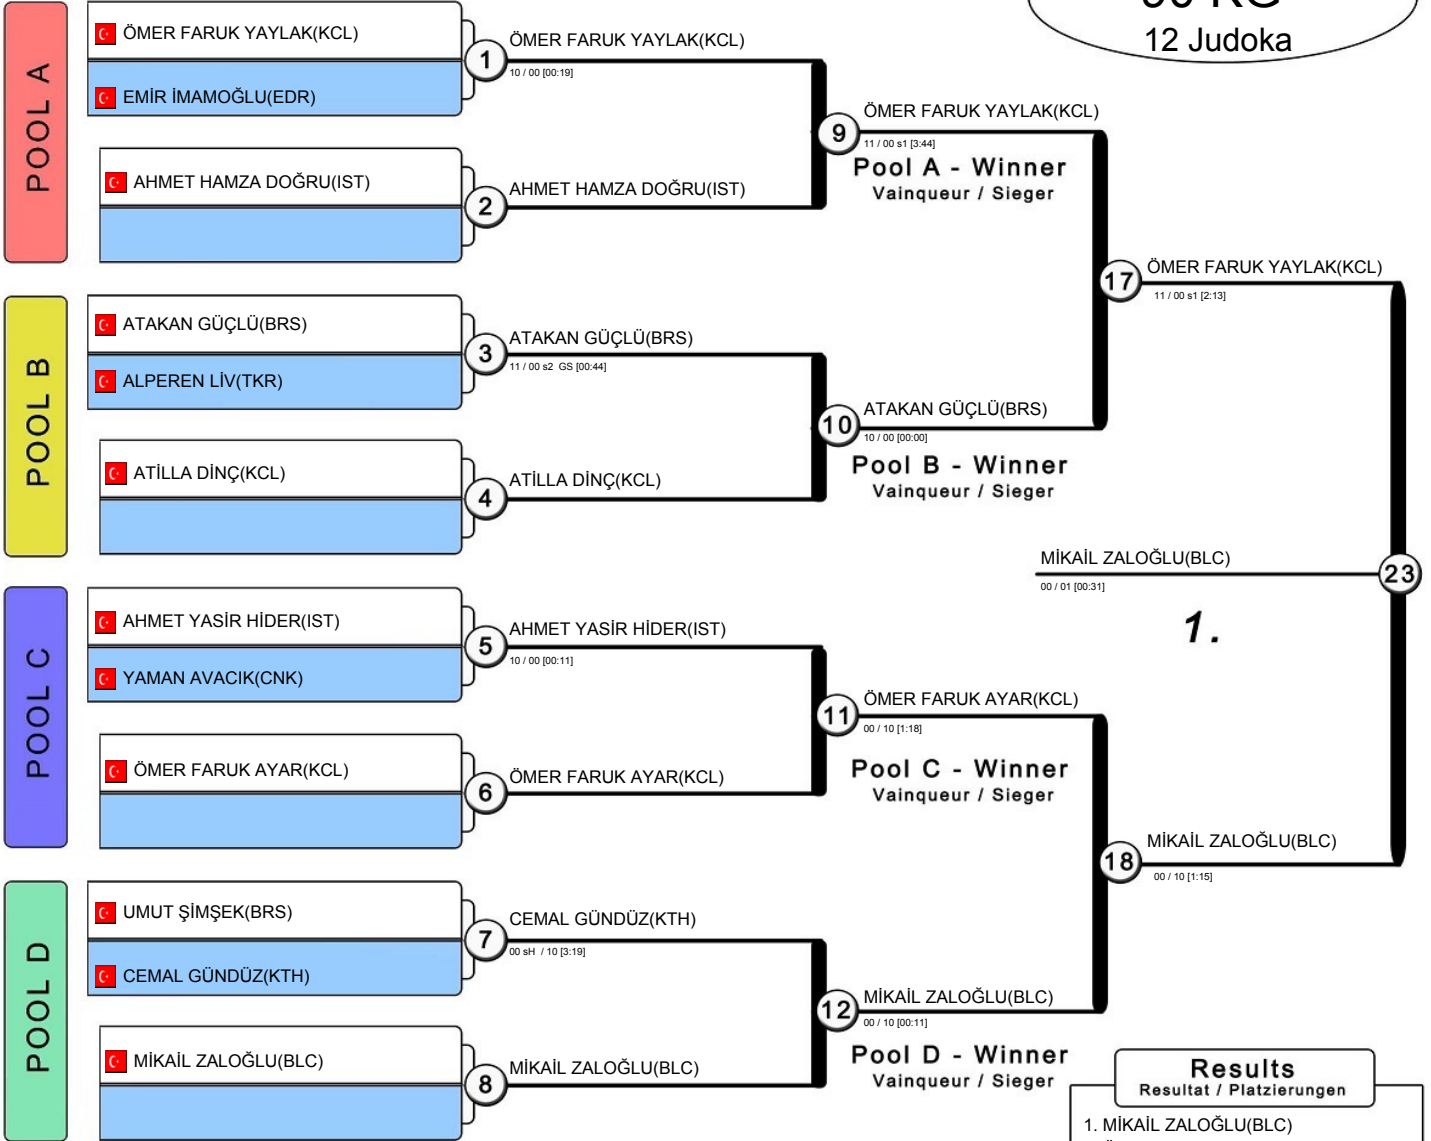 12 Judoka
POOL A
ÖMER FARUK YAYLAK(KCL)
EMİR İMAMOĞLU(EDR)
1
ÖMER FARUK YAYLAK(KCL)
10 / 00 [00:19]
AHMET HAMZA DOĞRU(IST)
2
AHMET HAMZA DOĞRU(IST)
9
ÖMER FARUK YAYLAK(KCL)
11 / 00 s1 [3:44]
Pool A - Winner
Vainqueur / Sieger
POOL B
ATAKAN GÜÇLÜ(BRS)
ALPEREN LİV(TKR)
3
ATAKAN GÜÇLÜ(BRS)
11 / 00 s2 GS [00:44]
ATİLLA DİNÇ(KCL)
4
ATİLLA DİNÇ(KCL)
10
ATAKAN GÜÇLÜ(BRS)
10 / 00 [00:00]
Pool B - Winner
Vainqueur / Sieger
17
ÖMER FARUK YAYLAK(KCL)
11 / 00 s1 [2:13]
POOL C
AHMET YASİR HİDER(IST)
YAMAN AVACIK(CNK)
5
AHMET YASİR HİDER(IST)
10 / 00 [00:11]
ÖMER FARUK AYAR(KCL)
6
ÖMER FARUK AYAR(KCL)
11
ÖMER FARUK AYAR(KCL)
00 / 10 [1:18]
Pool C - Winner
Vainqueur / Sieger
POOL D
UMUT ŞİMŞEK(BRS)
CEMAL GÜNDÜZ(KTH)
7
CEMAL GÜNDÜZ(KTH)
00 sH / 10 [3:19]
MİKAİL ZALOĞLU(BLC)
8
MİKAİL ZALOĞLU(BLC)
12
MİKAİL ZALOĞLU(BLC)
00 / 10 [00:11]
Pool D - Winner
Vainqueur / Sieger
18
MİKAİL ZALOĞLU(BLC)
00 / 10 [1:15]
MİKAİL ZALOĞLU(BLC)
00 / 01 [00:31]
23
1.
Results
Resultat / Platzierungen
1. MİKAİL ZALOĞLU(BLC)